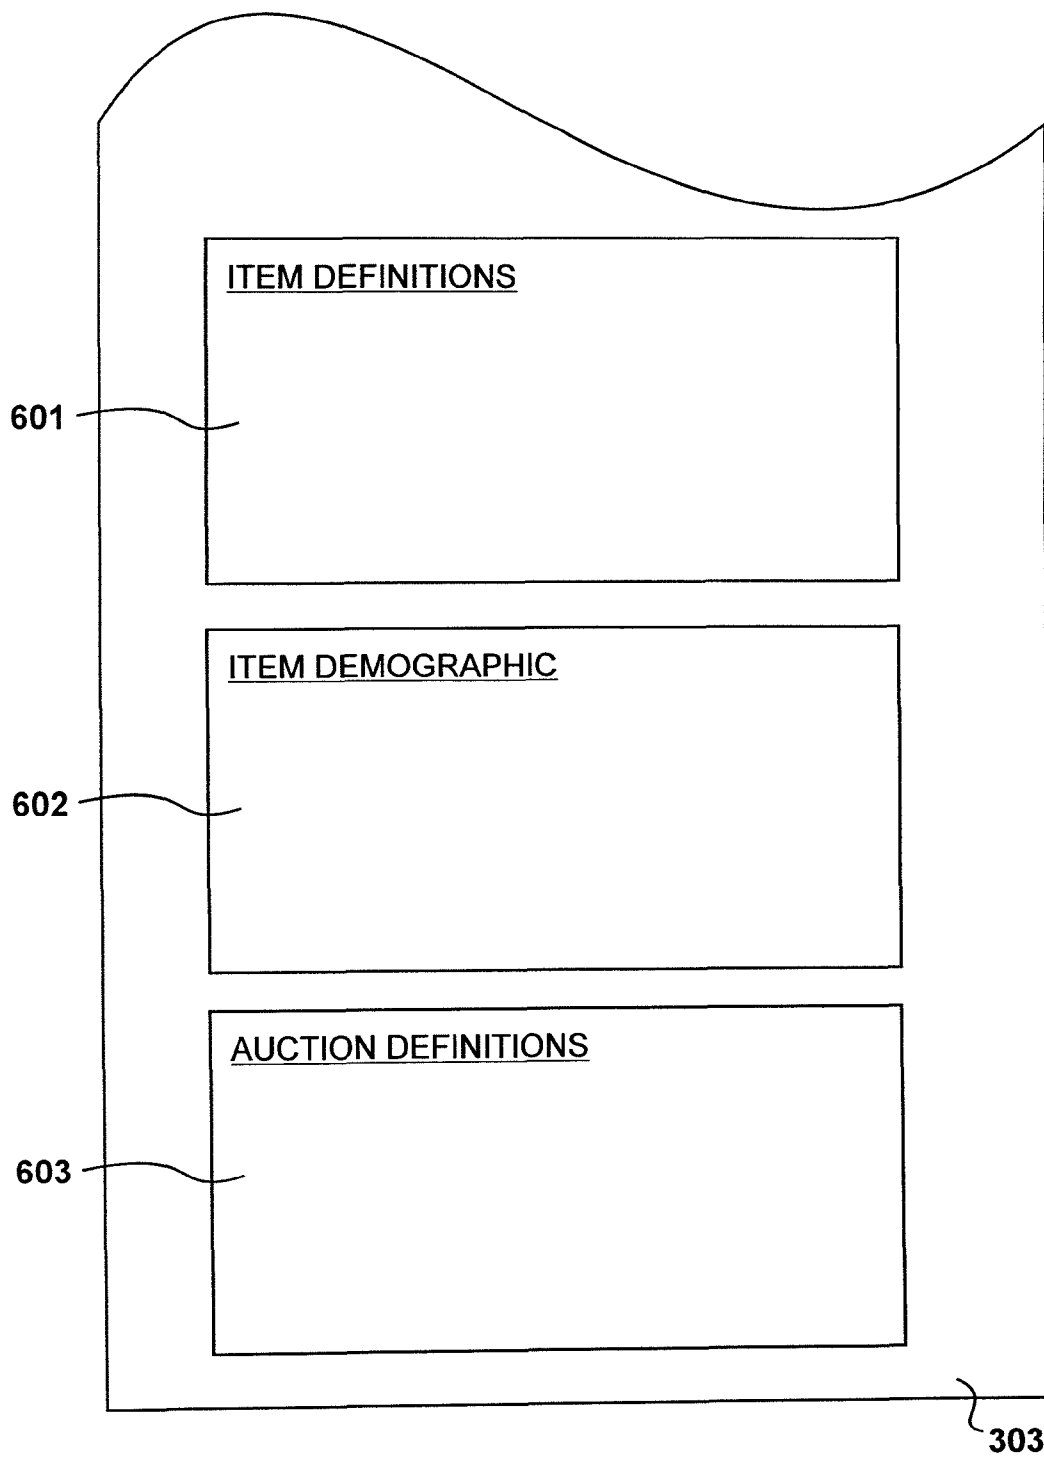 ITEM DEFINITIONS
601
ITEM DEMOGRAPHIC
602
AUCTION DEFINITIONS
603
303